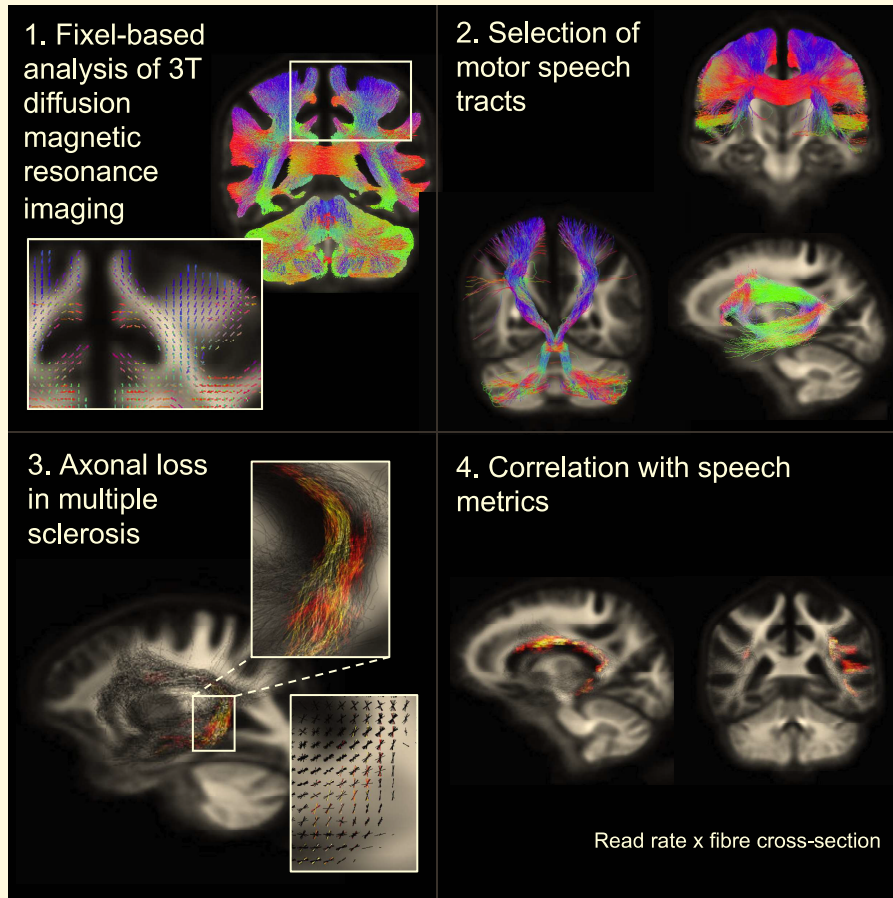 1. Fixel-based
analysis of 3T
diffusion
magnetic
resonance
imaging
2. Selection of
motor speech
tracts
3. Axonal loss
in multiple
sclerosis
4. Correlation with speech
metrics
Read rate x fibre cross-section